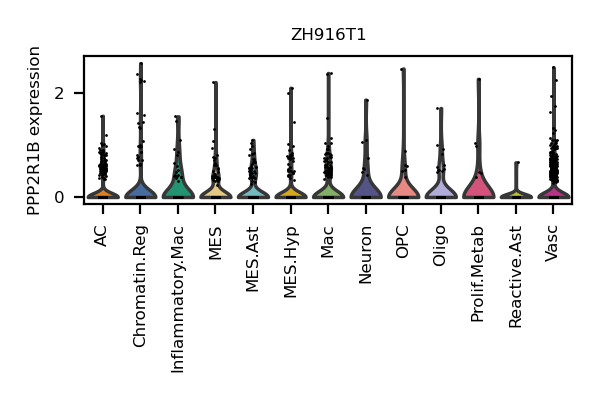 ZH916T1
PPP2R1B expression
2
0
AC
Chromatin.Reg
Inflammatory.Mac
MES
MES.Ast
MES.Hyp
Mac
Neuron
OPC
Oligo
Prolif.Metab
Reactive.Ast
Vasc